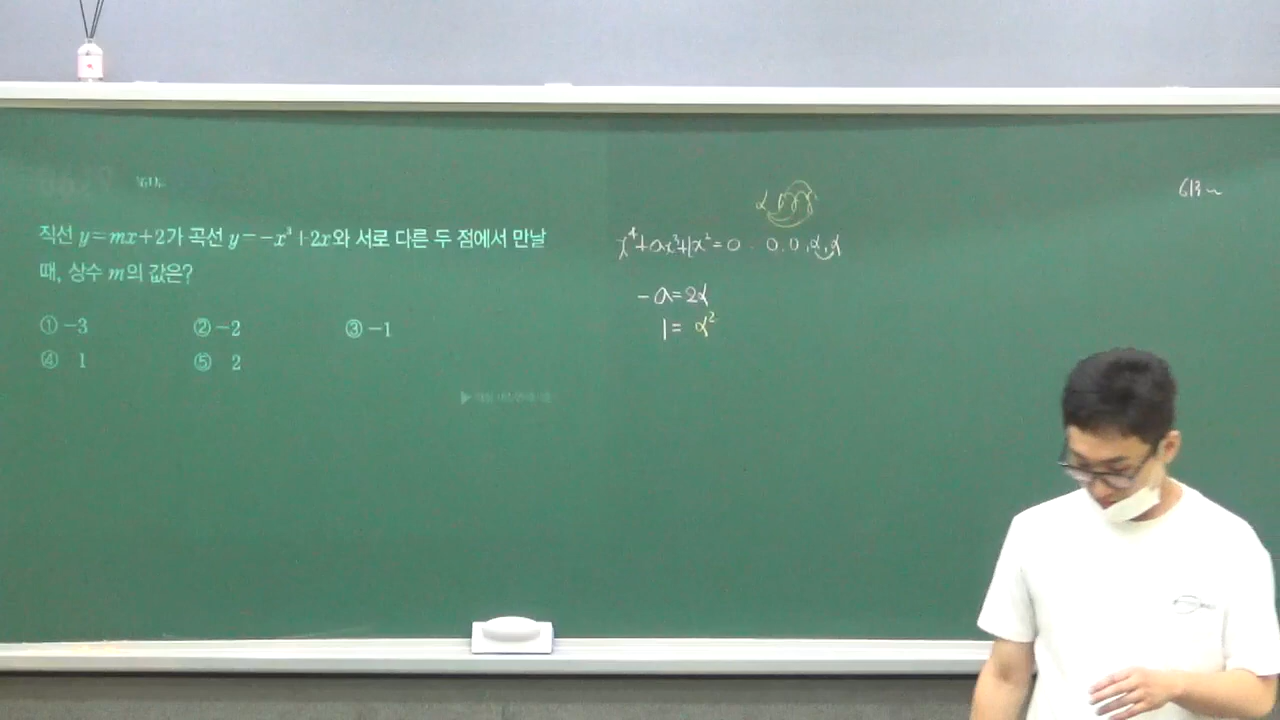 직선 y=mx+2가 곡선 y=-x³+2x와 서로 다른 두 점에서 만날
때, 상수 m의 값은?
① -3 ② -2 ③ -1
④ 1 ⑤ 2
x⁴+ax³+1x²=0 0,0,α,α
-a=2α
1=α²